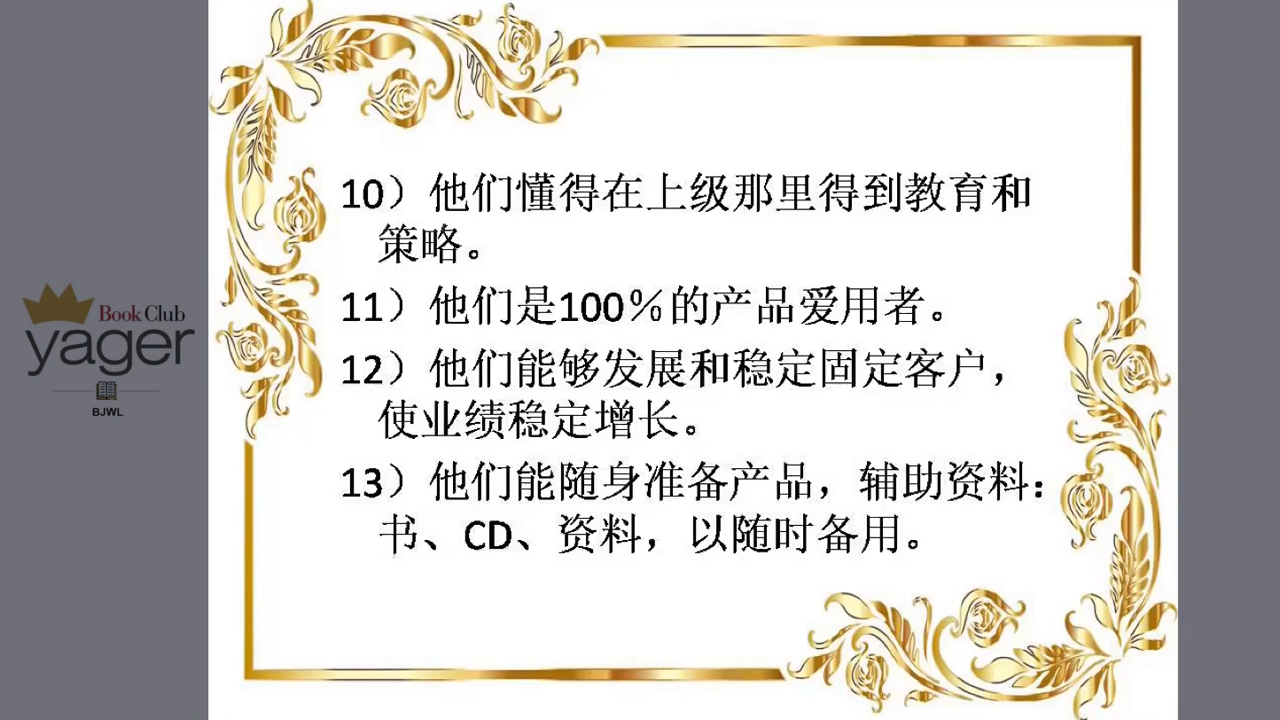 10）他们懂得在上级那里得到教育和
策略。
11）他们是100％的产品爱用者。
12）他们能够发展和稳定固定客户，
使业绩稳定增长。
13）他们能随身准备产品，辅助资料：
书、CD、资料，以随时备用。
Book Club
yager
BJWL